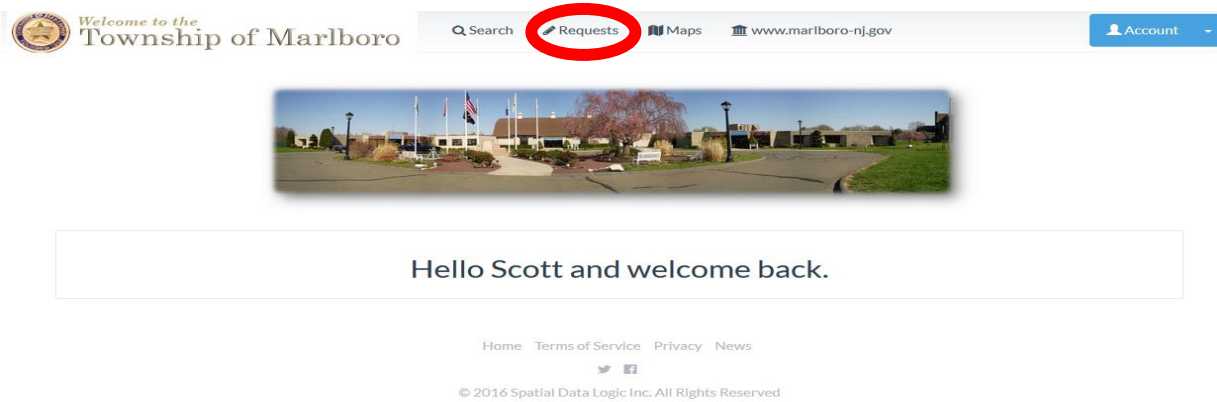 Welcome to the
Township of Marlboro
Search Requests Maps www.marlboro-nj.gov Account
Hello Scott and welcome back.
Home Terms of Service Privacy News
© 2016 Spatial Data Logic Inc. All Rights Reserved